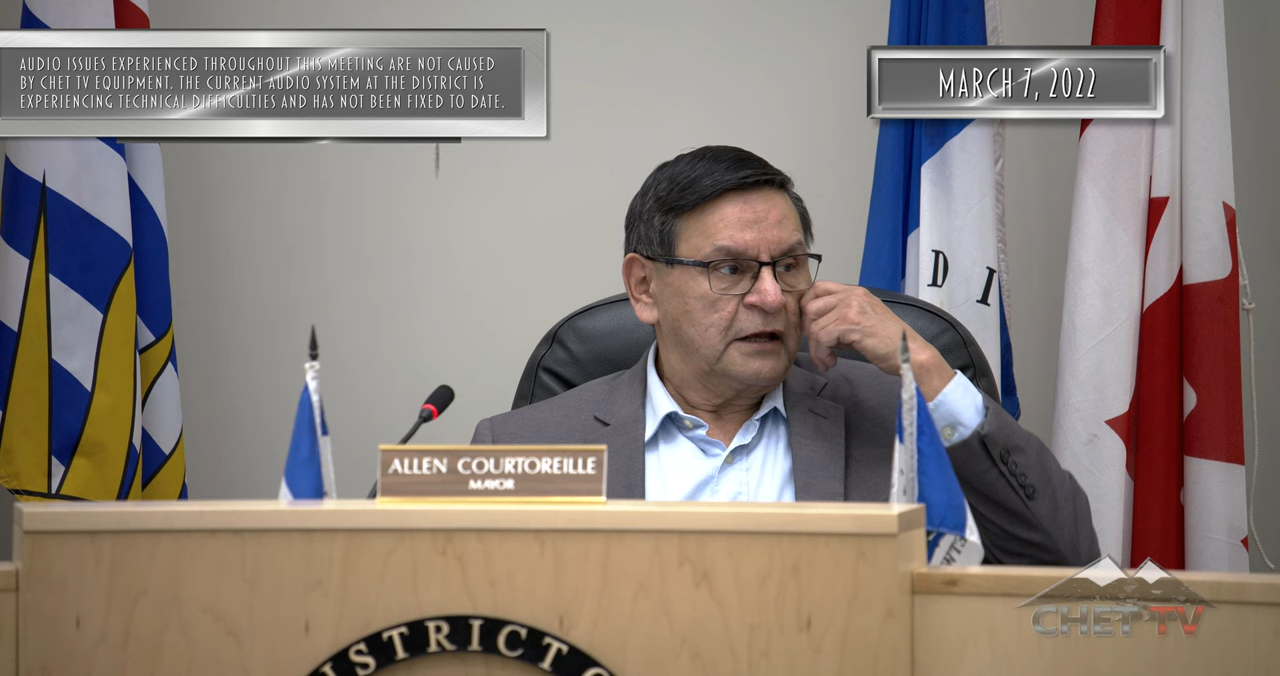 AUDIO ISSUES EXPERIENCED THROUGHOUT THIS MEETING ARE NOT CAUSED
BY CHET TV EQUIPMENT. THE CURRENT AUDIO SYSTEM AT THE DISTRICT IS
EXPERIENCING TECHNICAL DIFFICULTIES AND HAS NOT BEEN FIXED TO DATE.
MARCH 7, 2022
D I
ALLEN COURTOREILLE
MAYOR
NTS
CHET TV
ISTRICT O